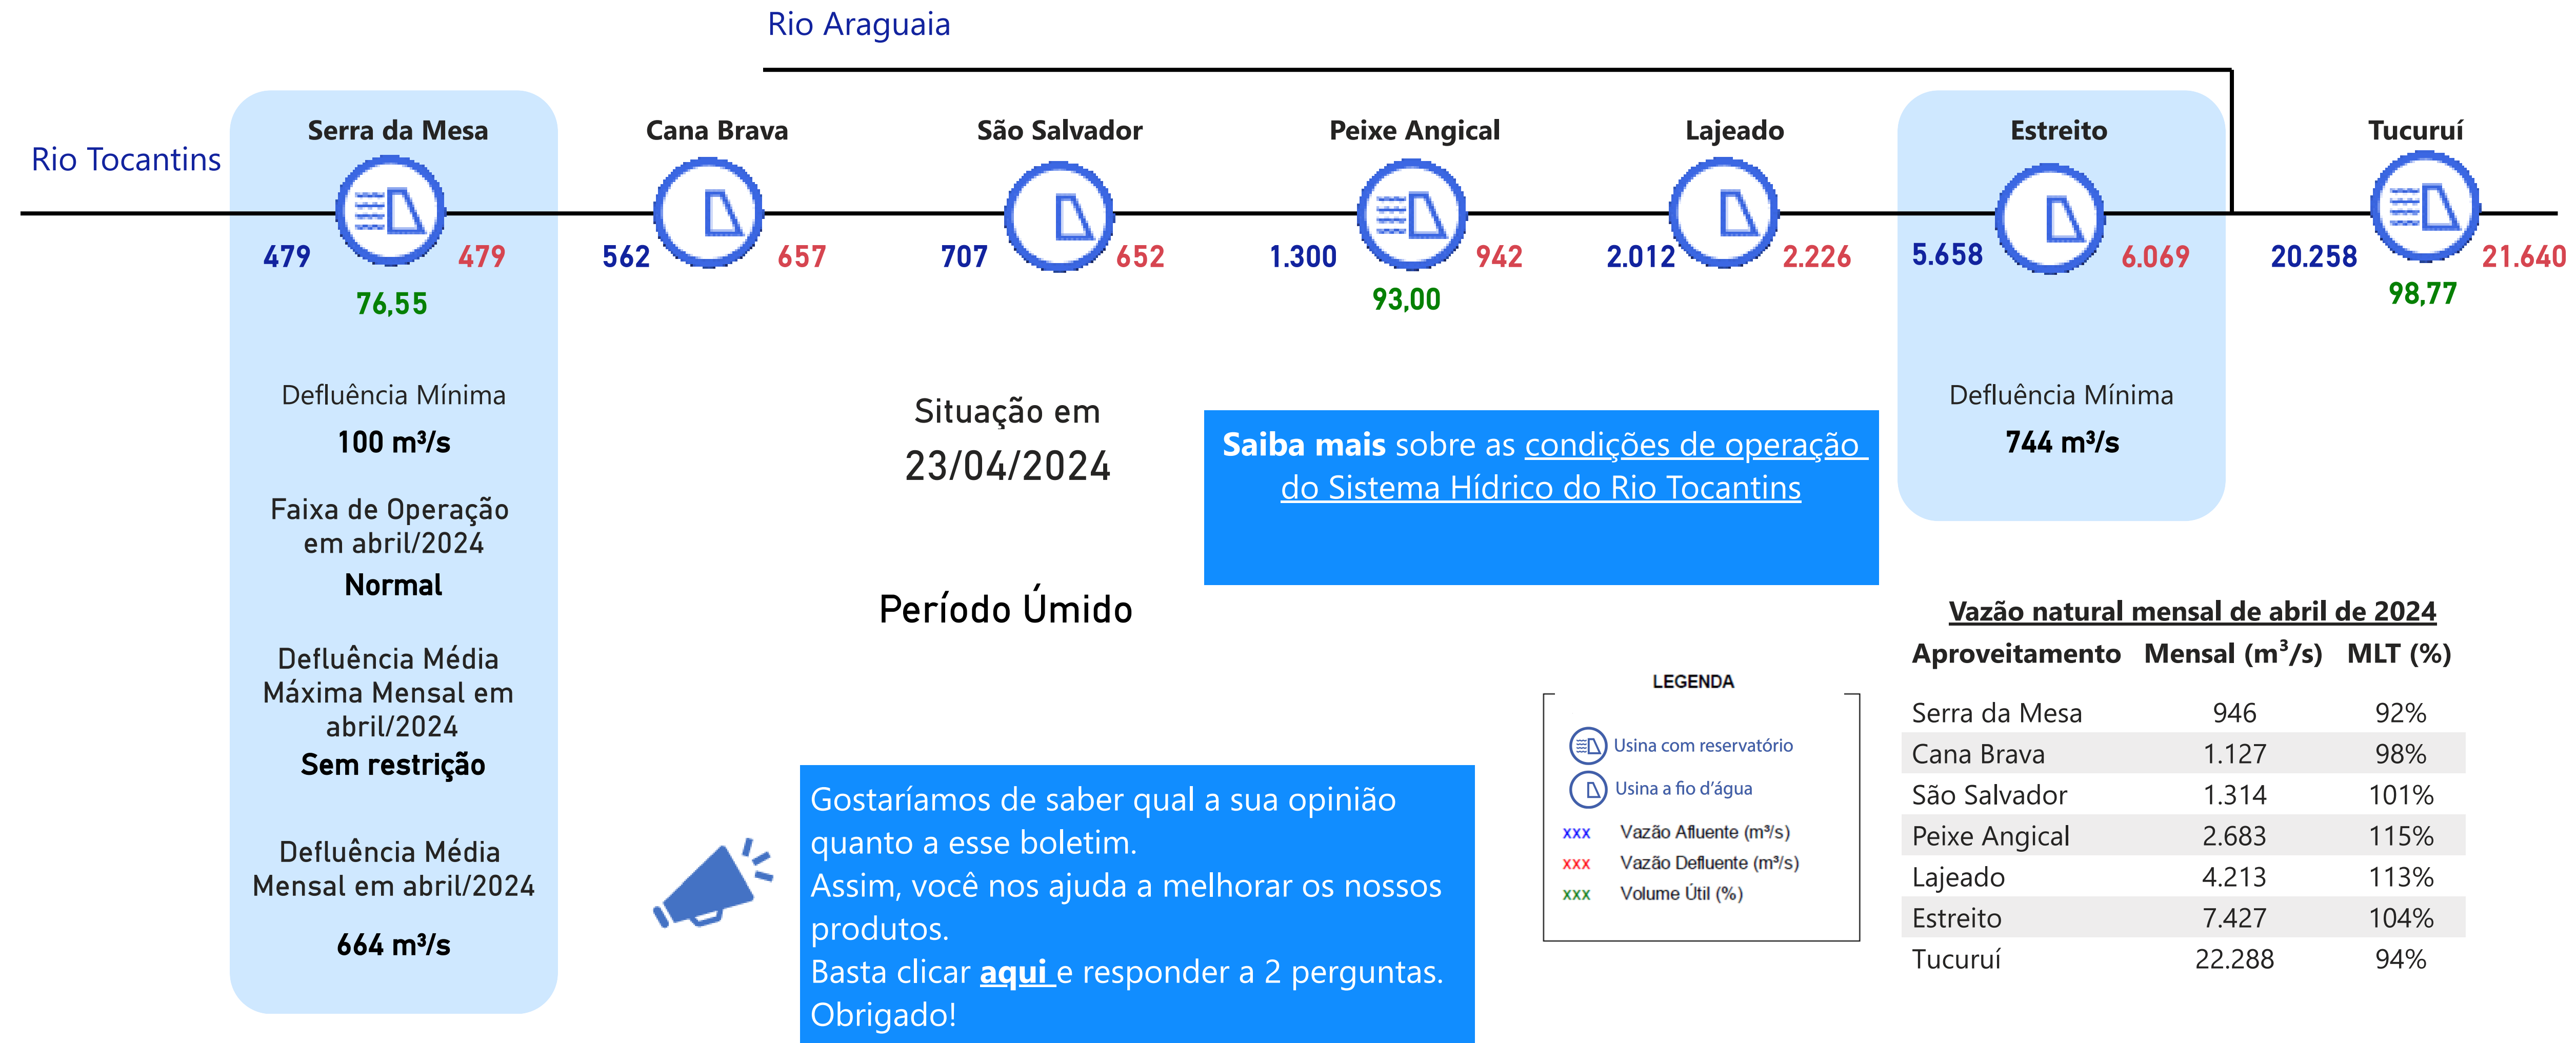 Rio Araguaia
Rio Tocantins
Serra da Mesa
Cana Brava
São Salvador
Peixe Angical
Lajeado
Estreito
Tucuruí
479 479
562 657
707 652
1.300 942
2.012 2.226
5.658 6.069
20.258 21.640
76,55
93,00
98,77
Defluência Mínima
100 m³/s
Faixa de Operação
em abril/2024
Normal
Defluência Média
Máxima Mensal em
abril/2024
Sem restrição
Defluência Média
Mensal em abril/2024
664 m³/s
Situação em
23/04/2024
Período Úmido
Saiba mais sobre as condições de operação
do Sistema Hídrico do Rio Tocantins
Defluência Mínima
744 m³/s
Gostaríamos de saber qual a sua opinião
quanto a esse boletim.
Assim, você nos ajuda a melhorar os nossos
produtos.
Basta clicar aqui e responder a 2 perguntas.
Obrigado!
LEGENDA
Usina com reservatório
Usina a fio d'água
xxx Vazão Afluente (m³/s)
xxx Vazão Defluente (m³/s)
xxx Volume Útil (%)
Vazão natural mensal de abril de 2024
Aproveitamento Mensal (m³/s) MLT (%)
Serra da Mesa 946 92%
Cana Brava 1.127 98%
São Salvador 1.314 101%
Peixe Angical 2.683 115%
Lajeado 4.213 113%
Estreito 7.427 104%
Tucuruí 22.288 94%